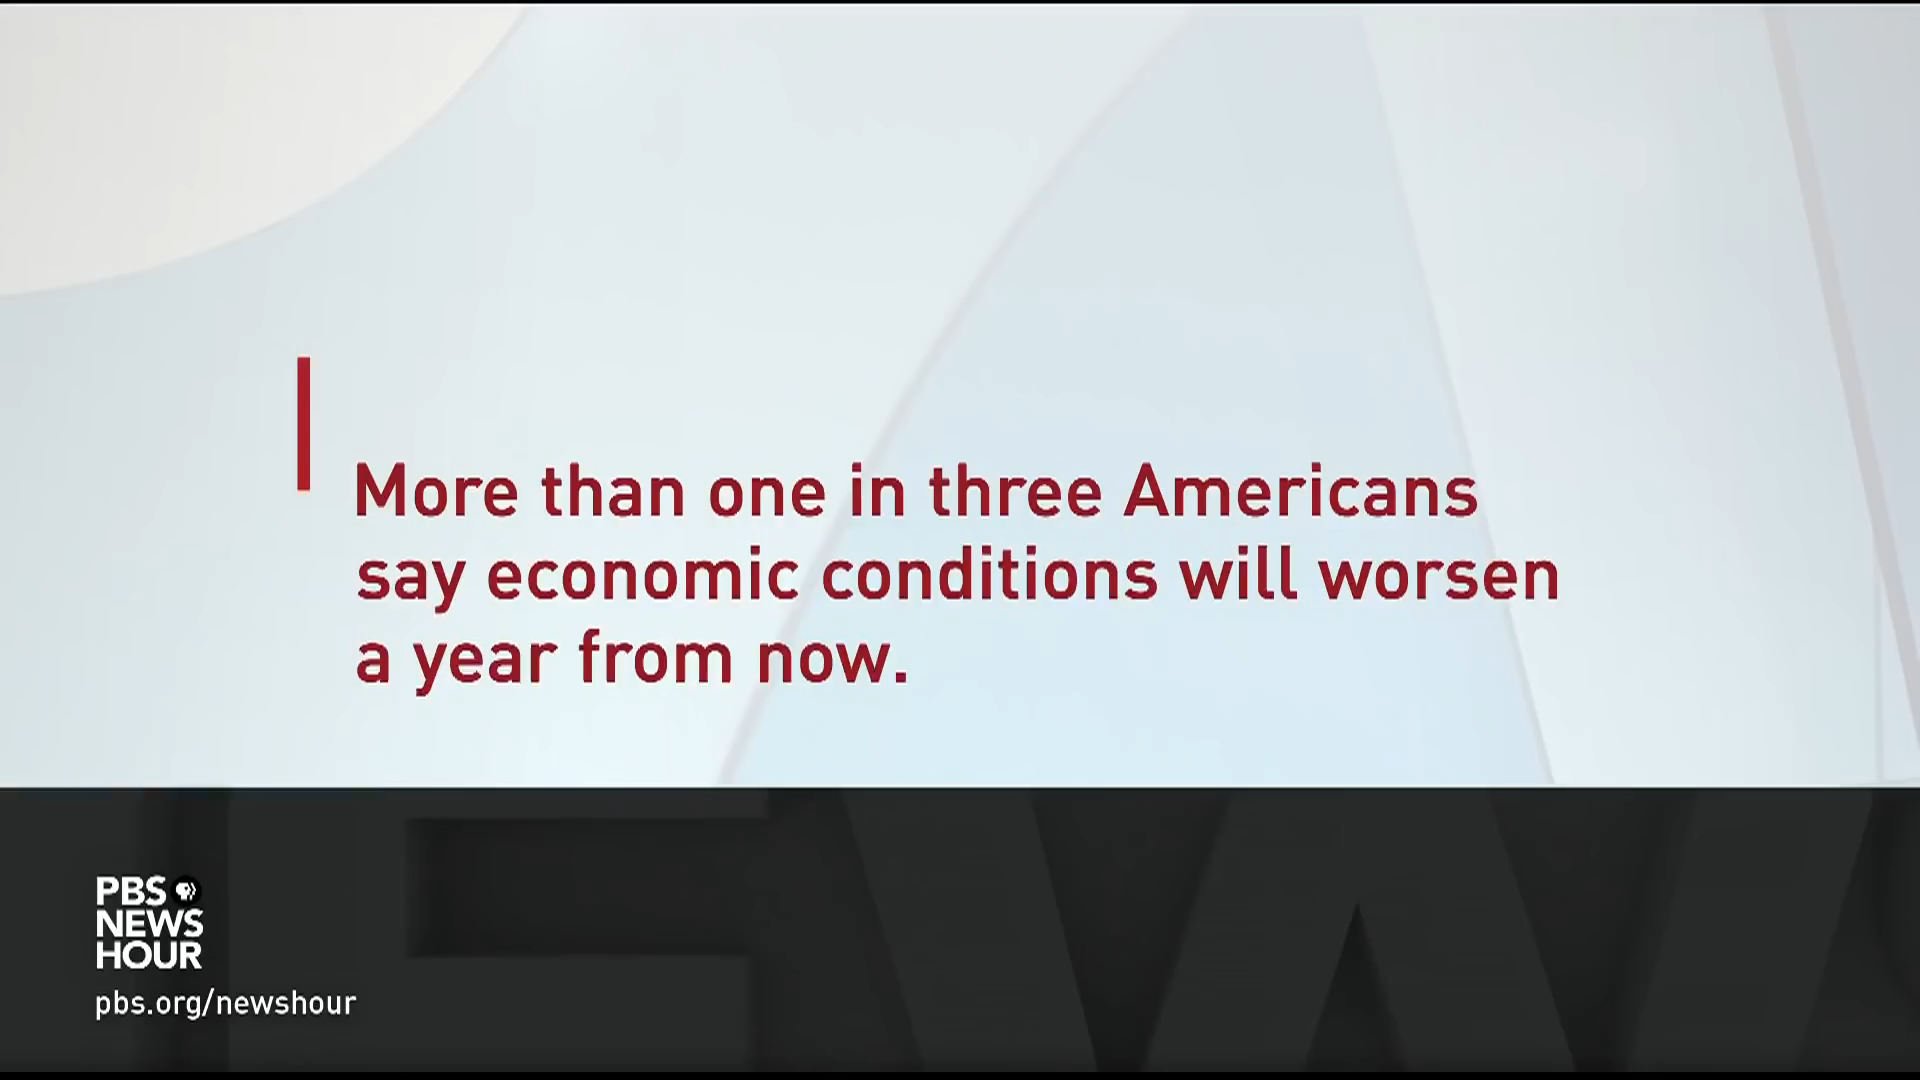 More than one in three Americans
say economic conditions will worsen
a year from now.
PBS
NEWS
HOUR
pbs.org/newshour